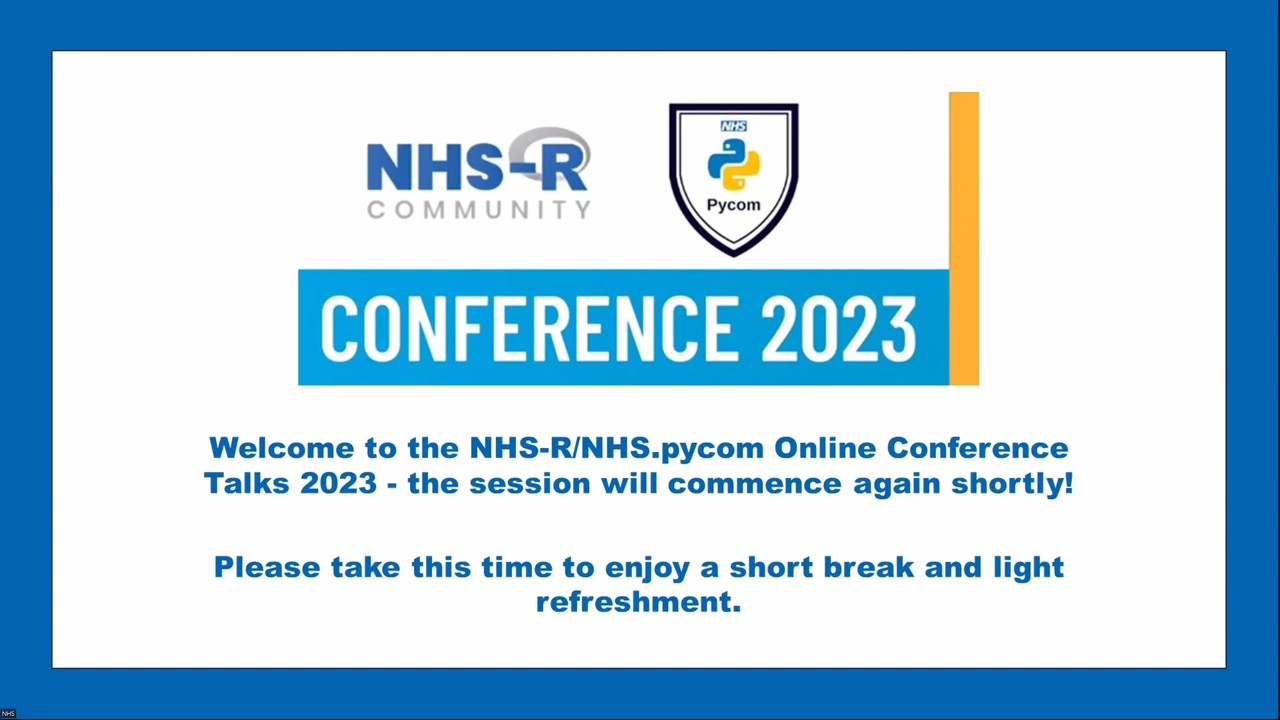 NHS-R
COMMUNITY
NHS
Pycom
CONFERENCE 2023
Welcome to the NHS-R/NHS.pycom Online Conference
Talks 2023 - the session will commence again shortly!
Please take this time to enjoy a short break and light
refreshment.
NHS